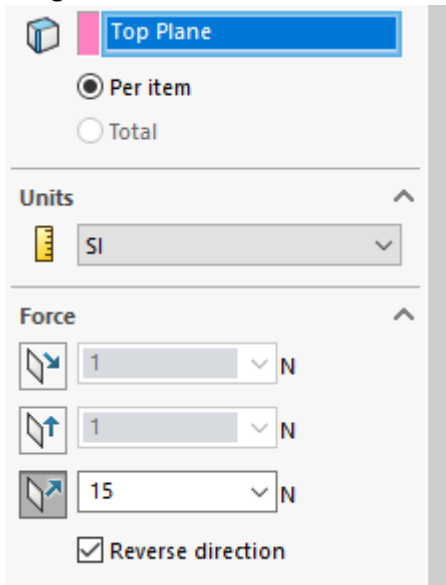 Top Plane
Per item
Total
Units
SI
Force
1 N
1 N
15 N
Reverse direction